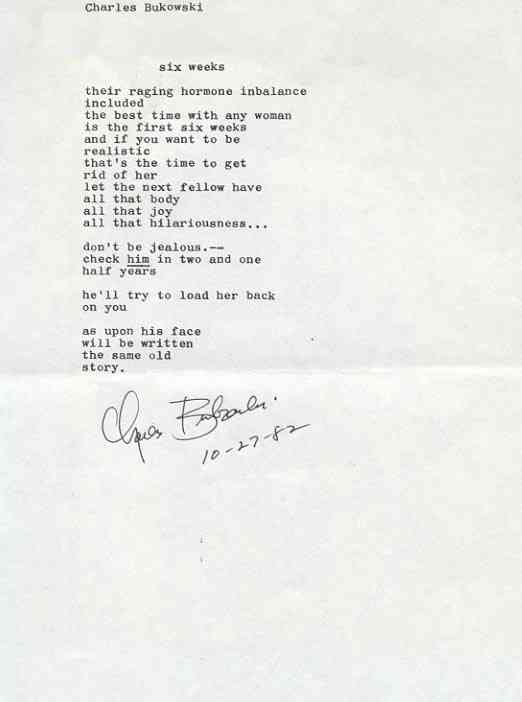 Charles Bukowski
six weeks
their raging hormone inbalance
included
the best time with any woman
is the first six weeks
and if you want to be
realistic
that's the time to get
rid of her
let the next fellow have
all that body
all that joy
all that hilariousness...
don't be jealous.--
check him in two and one
half years
he'll try to load her back
on you
as upon his face
will be written
the same old
story.
Charles Bukowski.
10-27-82